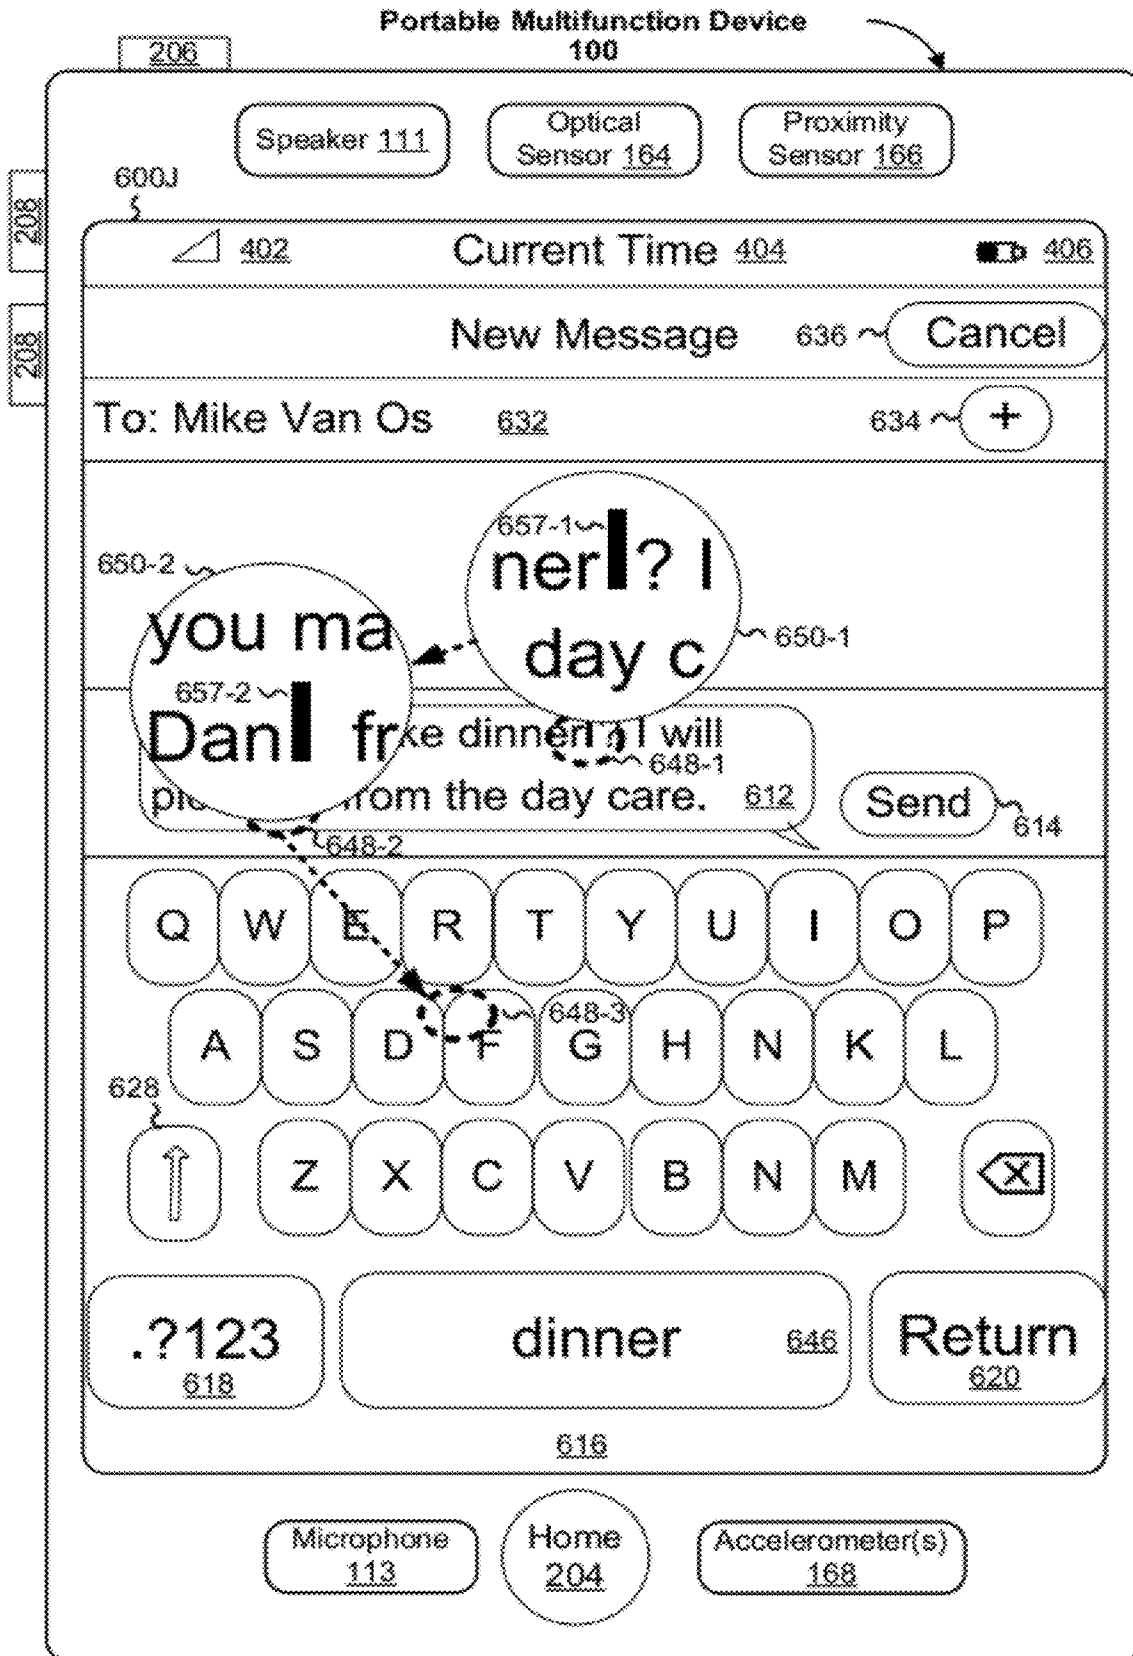 Portable Multifunction Device
100
206
Speaker 111
Optical
Sensor 164
Proximity
Sensor 166
600J
208
208
402
Current Time 404
406
New Message
636
Cancel
To: Mike Van Os
632
634
+
657-1
ner? I
day c
650-1
650-2
you ma
657-2
Dan fr
ke dinner? I will
648-1
from the day care.
612
Send
614
648-2
Q W E R T Y U I O P
648-3
A S D F G H N K L
628
Z X C V B N M
X
.?123
618
dinner
646
Return
620
616
Microphone
113
Home
204
Accelerometer(s)
168